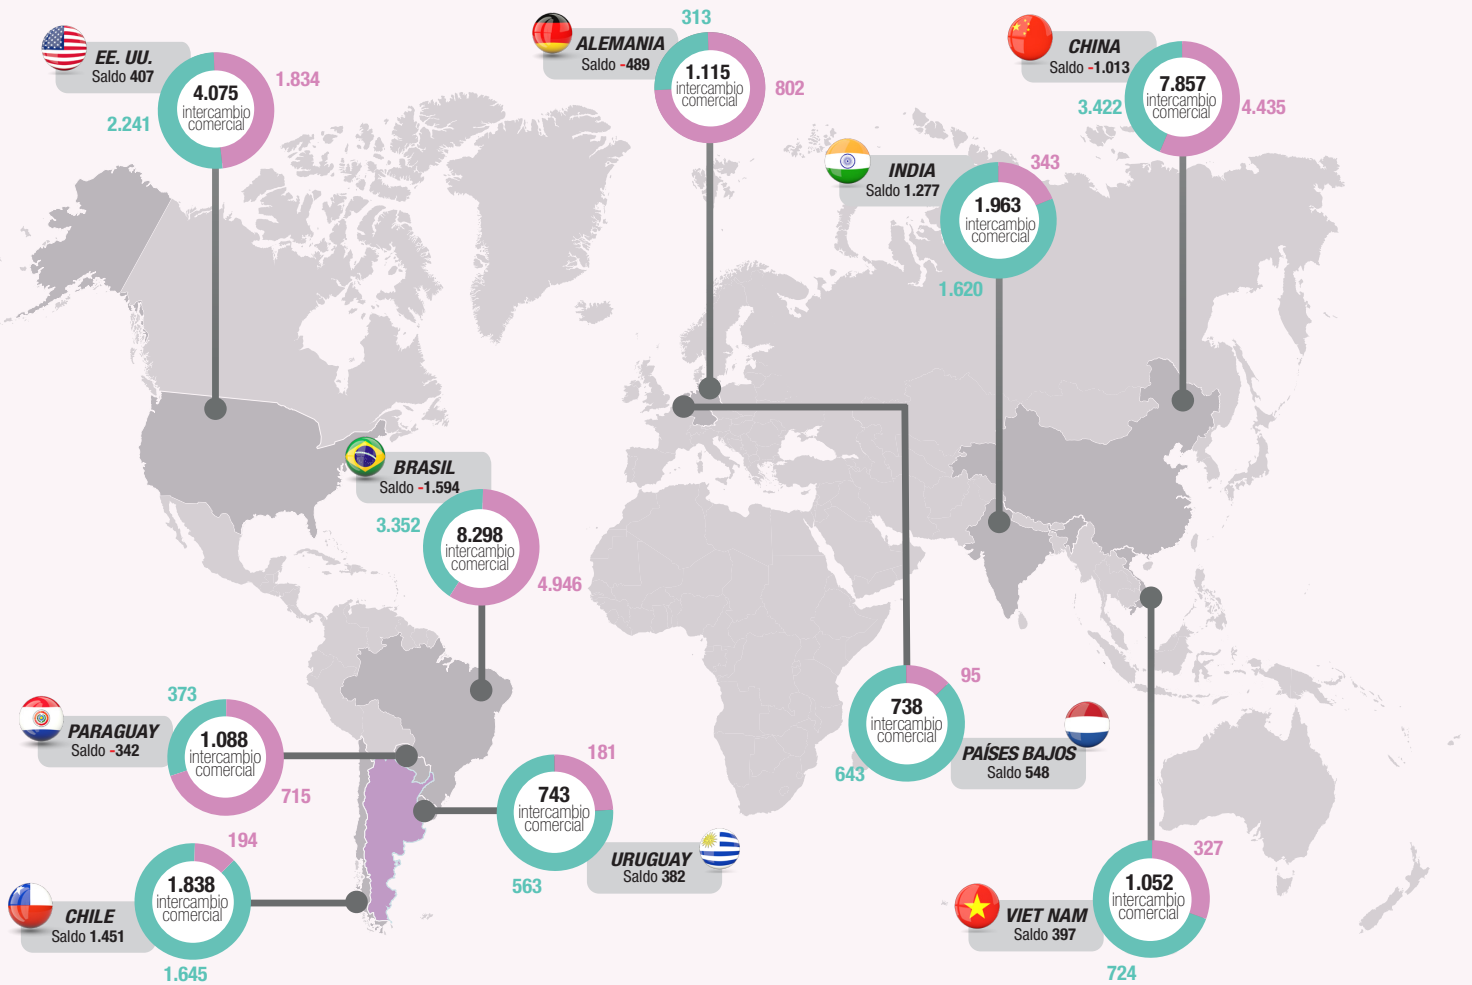 EE. UU.
Saldo 407
4.075
intercambio
comercial
1.834
2.241
313
ALEMANIA
Saldo -489
1.115
intercambio
comercial
802
CHINA
Saldo -1.013
7.857
intercambio
comercial
3.422
4.435
INDIA
Saldo 1.277
343
1.963
intercambio
comercial
1.620
BRASIL
Saldo -1.594
3.352
8.298
intercambio
comercial
4.946
373
PARAGUAY
Saldo -342
1.088
intercambio
comercial
715
181
743
intercambio
comercial
563
URUGUAY
Saldo 382
95
738
intercambio
comercial
643
PAÍSES BAJOS
Saldo 548
194
1.838
intercambio
comercial
CHILE
Saldo 1.451
1.645
327
1.052
intercambio
comercial
VIET NAM
Saldo 397
724